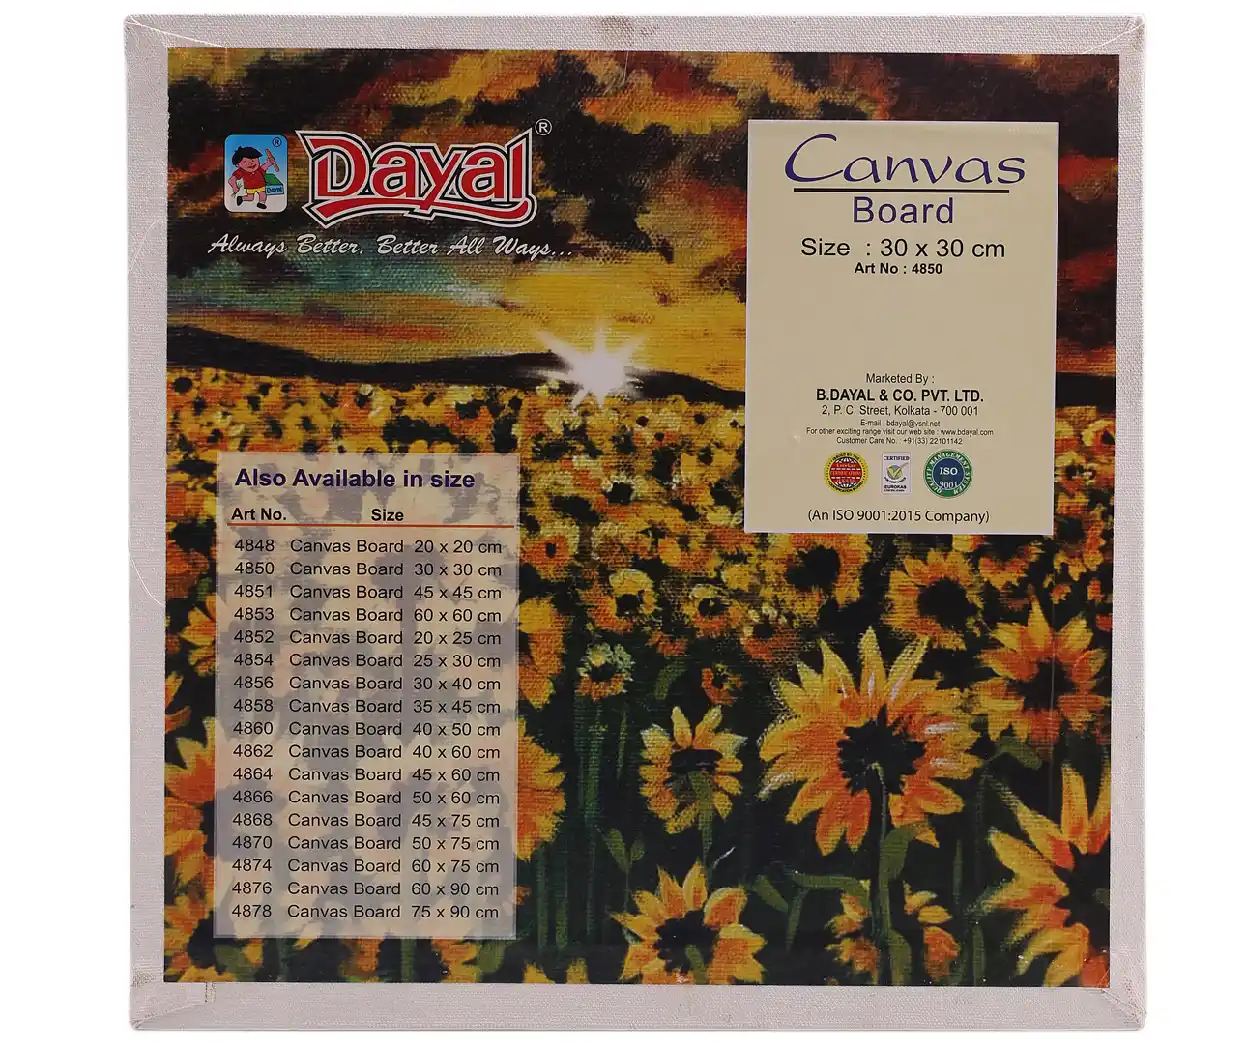 Dayal ®
Always Better, Better All Ways...
Canvas
Board
Size : 30 x 30 cm
Art No : 4850
Marketed By :
B.DAYAL & CO. PVT. LTD.
2, P. C Street, Kolkata - 700 001
E-mail : bdayal@vsnl.net
For other exciting range visit our web site : www.bdayal.com
Customer Care No. : +91(33) 22101142
CERTIFIED
EUROKAS
QUALITY MANAGEMENT SYSTEM
ISO
9001
(An ISO 9001:2015 Company)
Also Available in size
Art No. Size
4848 Canvas Board 20 x 20 cm
4850 Canvas Board 30 x 30 cm
4851 Canvas Board 45 x 45 cm
4853 Canvas Board 60 x 60 cm
4852 Canvas Board 20 x 25 cm
4854 Canvas Board 25 x 30 cm
4856 Canvas Board 30 x 40 cm
4858 Canvas Board 35 x 45 cm
4860 Canvas Board 40 x 50 cm
4862 Canvas Board 40 x 60 cm
4864 Canvas Board 45 x 60 cm
4866 Canvas Board 50 x 60 cm
4868 Canvas Board 45 x 75 cm
4870 Canvas Board 50 x 75 cm
4874 Canvas Board 60 x 75 cm
4876 Canvas Board 60 x 90 cm
4878 Canvas Board 75 x 90 cm